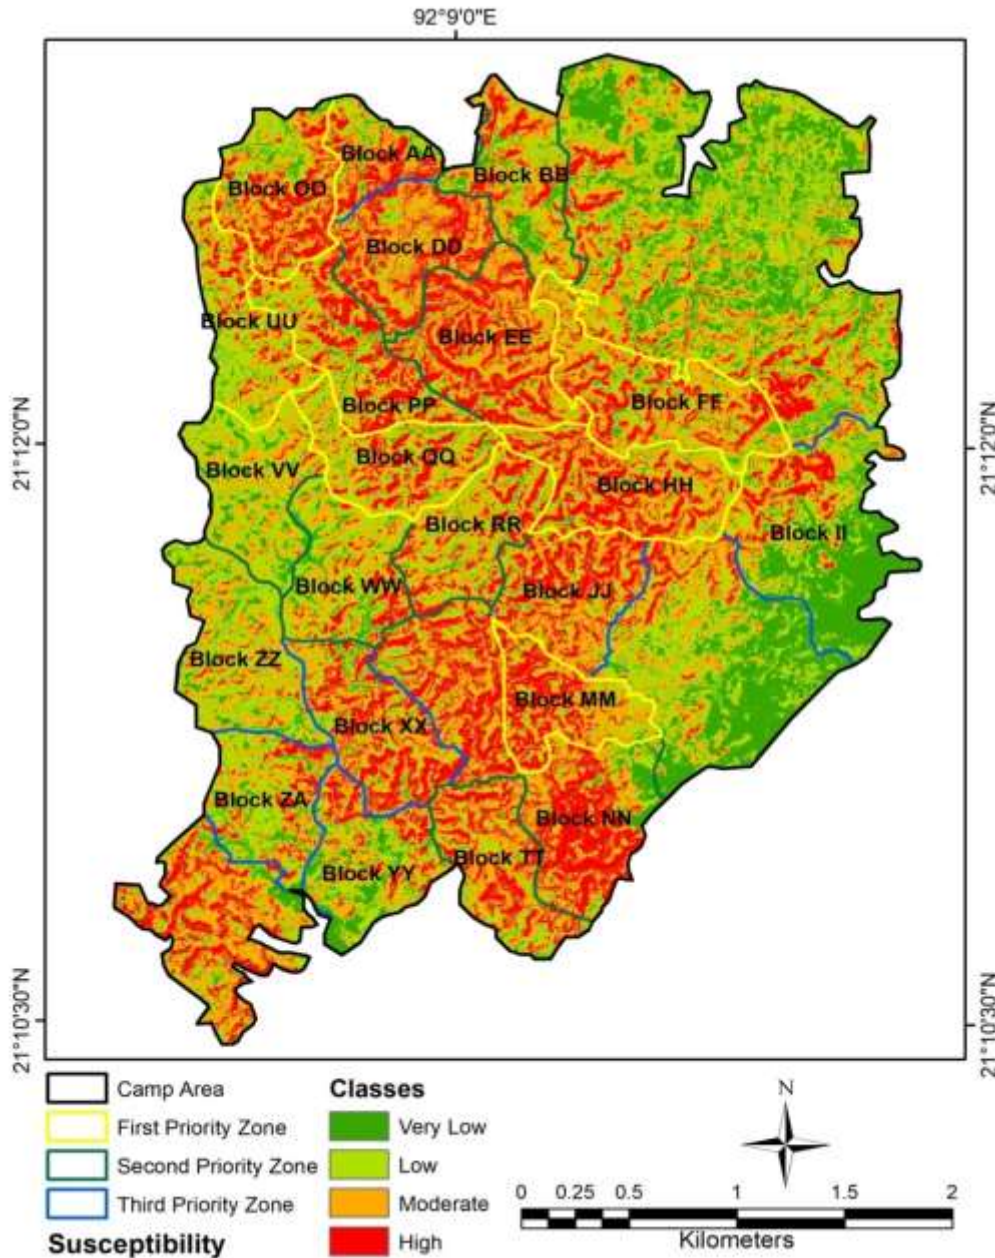 92°9'0"E
Block AA
Block BB
Block OO
Block DD
Block UU
Block EE
Block PP
Block FF
21°12'0"N
21°12'0"N
Block QQ
Block VV
Block HH
Block RR
Block II
Block WW
Block JJ
Block ZZ
Block MM
Block XX
Block ZA
Block NN
Block TT
Block YY
21°10'30"N
21°10'30"N
Camp Area
First Priority Zone
Second Priority Zone
Third Priority Zone
Susceptibility
Classes
Very Low
Low
Moderate
High
N
0 0.25 0.5 1 1.5 2
Kilometers